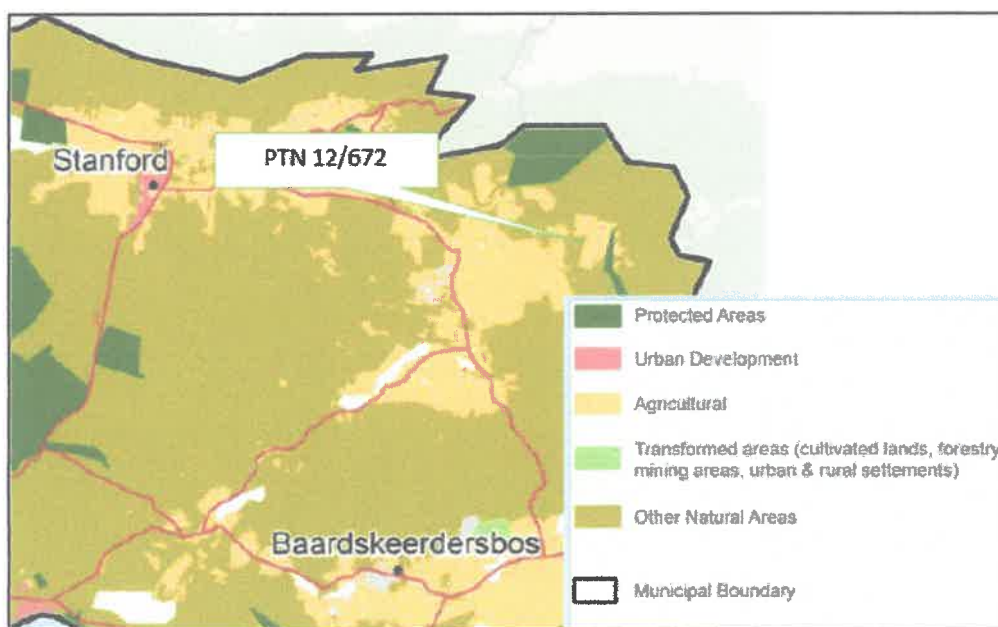 Stanford
PTN 12/672
Baardskeerdersbos
Protected Areas
Urban Development
Agricultural
Transformed areas (cultivated lands, forestry
mining areas, urban & rural settlements)
Other Natural Areas
Municipal Boundary